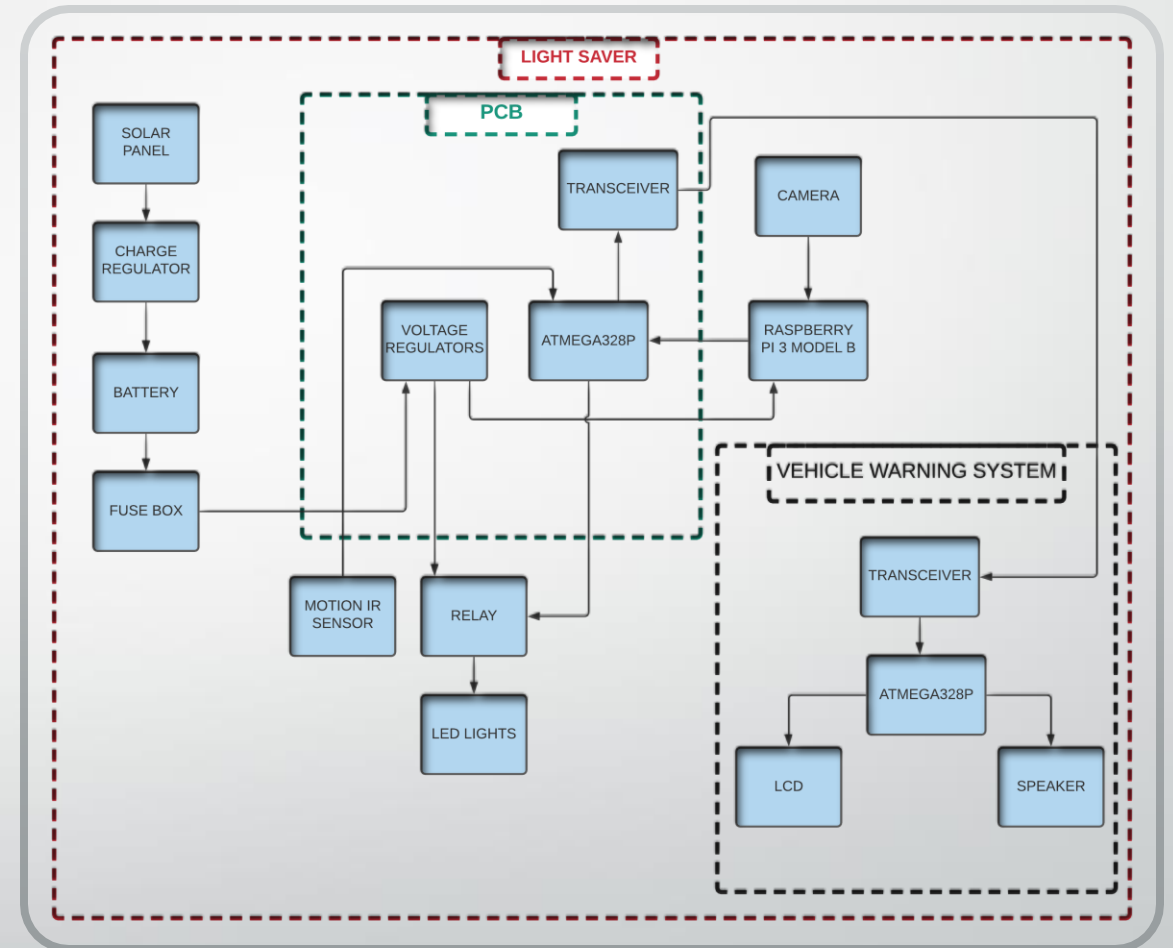 LIGHT SAVER
PCB
SOLAR
PANEL
TRANSCEIVER
CAMERA
CHARGE
REGULATOR
VOLTAGE
REGULATORS
ATMEGA328P
RASPBERRY
PI 3 MODEL B
BATTERY
FUSE BOX
VEHICLE WARNING SYSTEM
TRANSCEIVER
MOTION IR
SENSOR
RELAY
ATMEGA328P
LED LIGHTS
LCD
SPEAKER